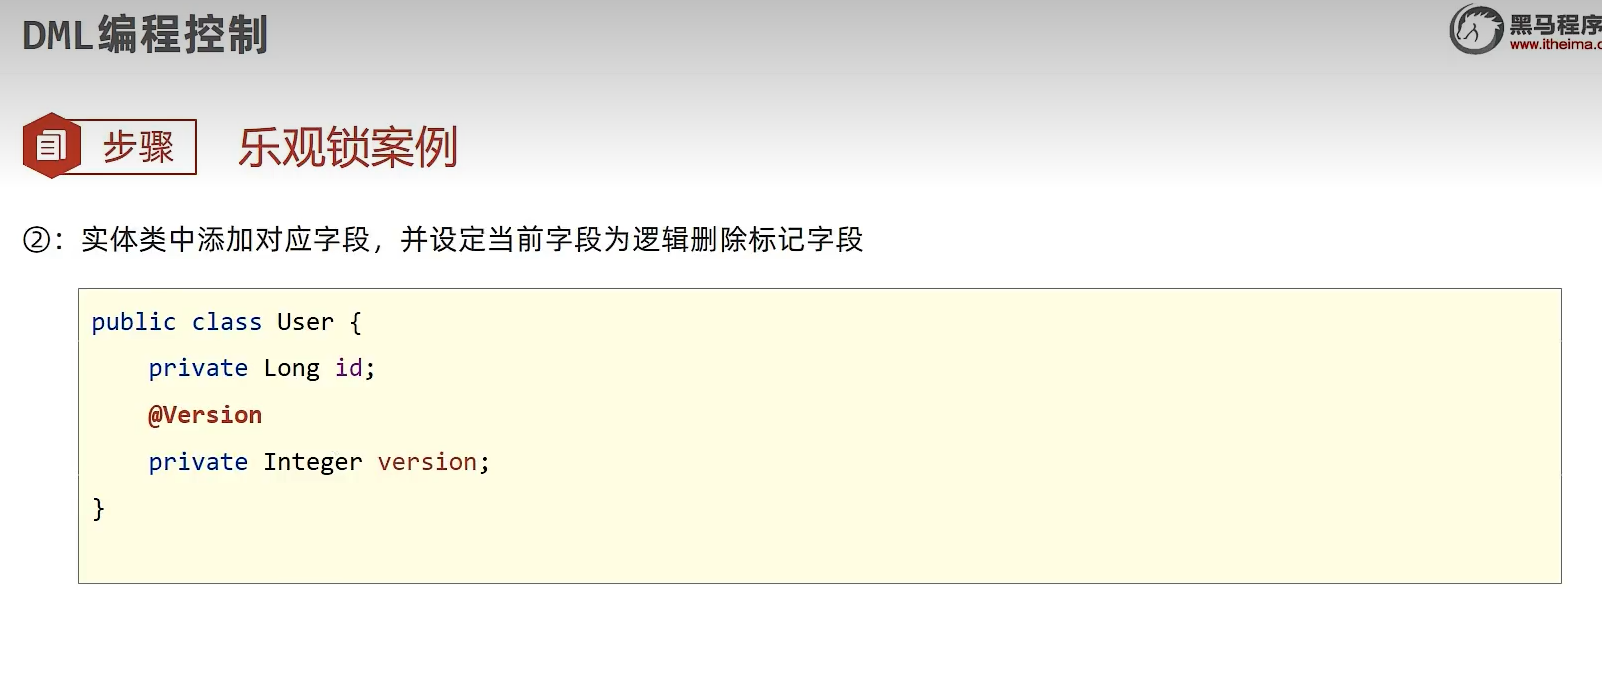 DML编程控制
黑马程序
www.itheima.c
步骤
乐观锁案例
②：实体类中添加对应字段，并设定当前字段为逻辑删除标记字段
public class User {
    private Long id;
    @Version
    private Integer version;
}